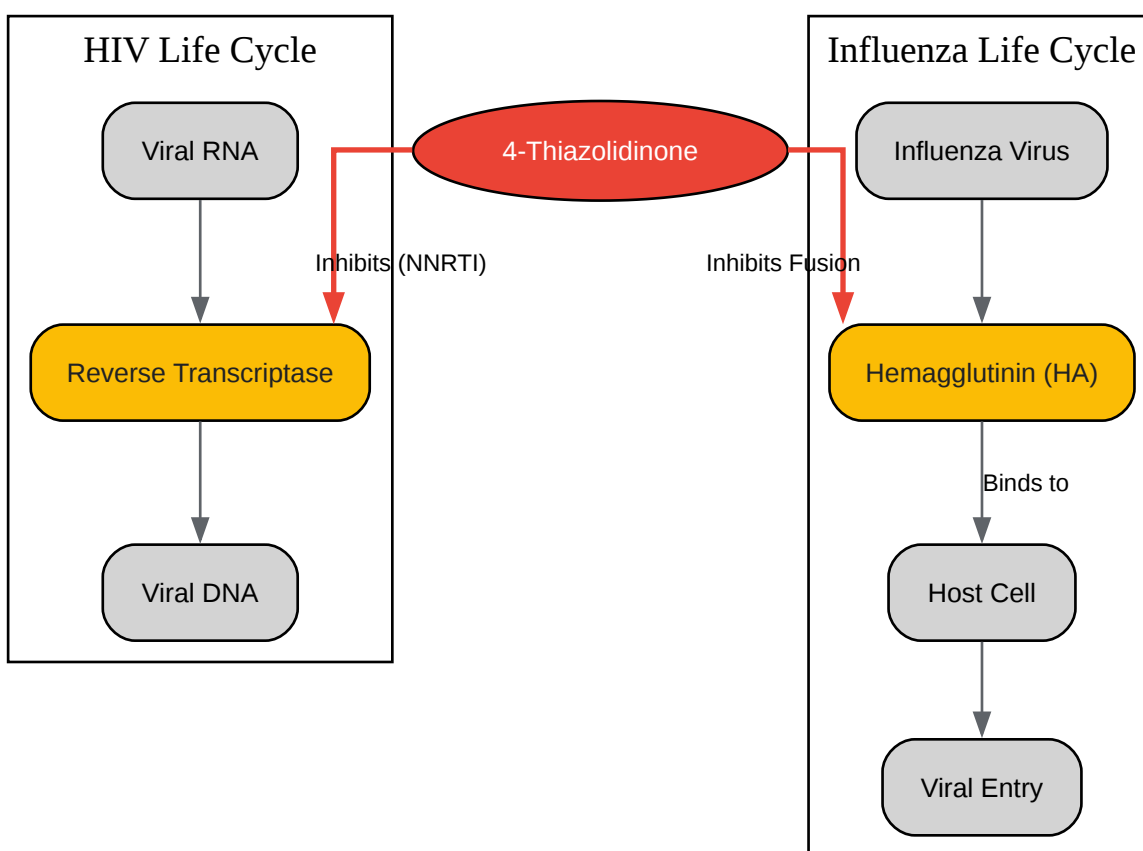 HIV Life Cycle
Viral RNA
Inhibits (NNRTI)
Reverse Transcriptase
Viral DNA
4-Thiazolidinone
Influenza Life Cycle
Influenza Virus
Inhibits Fusion
Hemagglutinin (HA)
Binds to
Host Cell
Viral Entry